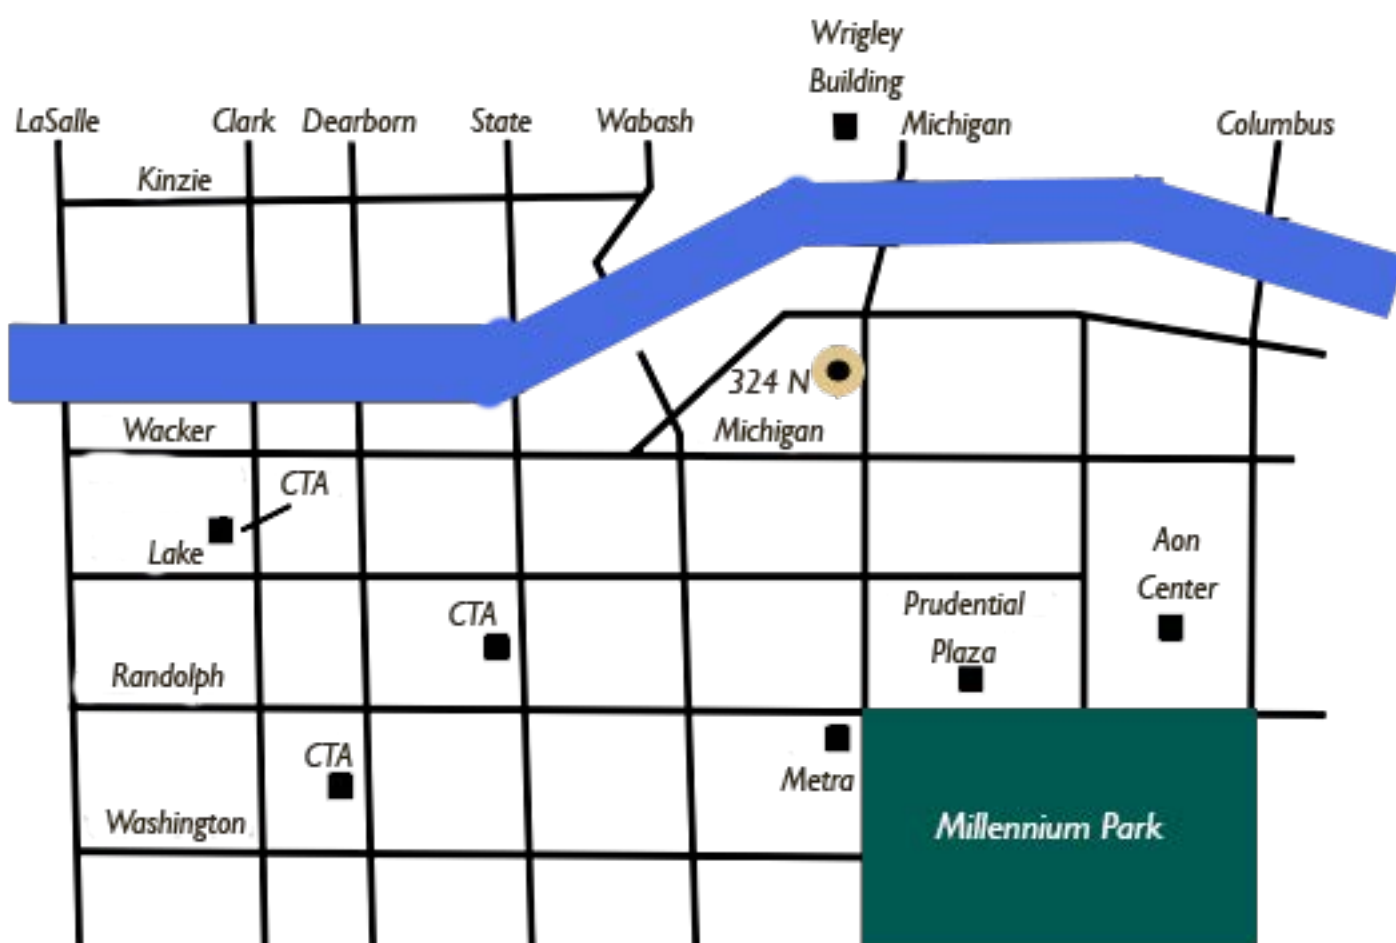 Wrigley
Building
LaSalle
Clark
Dearborn
State
Wabash
Michigan
Columbus
Kinzie
324 N
Michigan
Wacker
CTA
Lake
Aon
Center
CTA
Prudential
Plaza
Randolph
CTA
Metra
Washington
Millennium Park